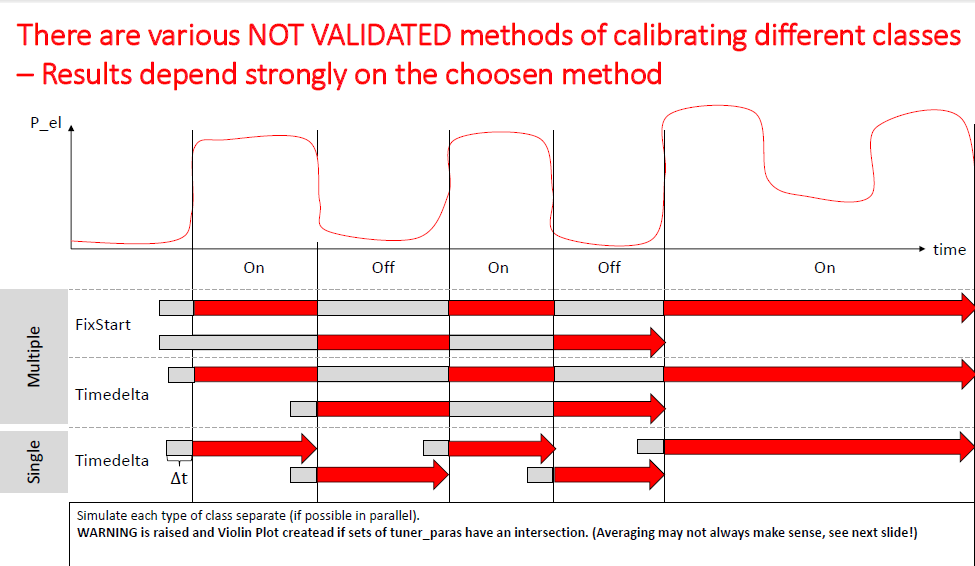 There are various NOT VALIDATED methods of calibrating different classes
– Results depend strongly on the choosen method
P_el
time
On
Off
On
Off
On
Multiple
FixStart
Timedelta
Single
Timedelta
Δt
Simulate each type of class separate (if possible in parallel).
WARNING is raised and Violin Plot createad if sets of tuner_paras have an intersection. (Averaging may not always make sense, see next slide!)